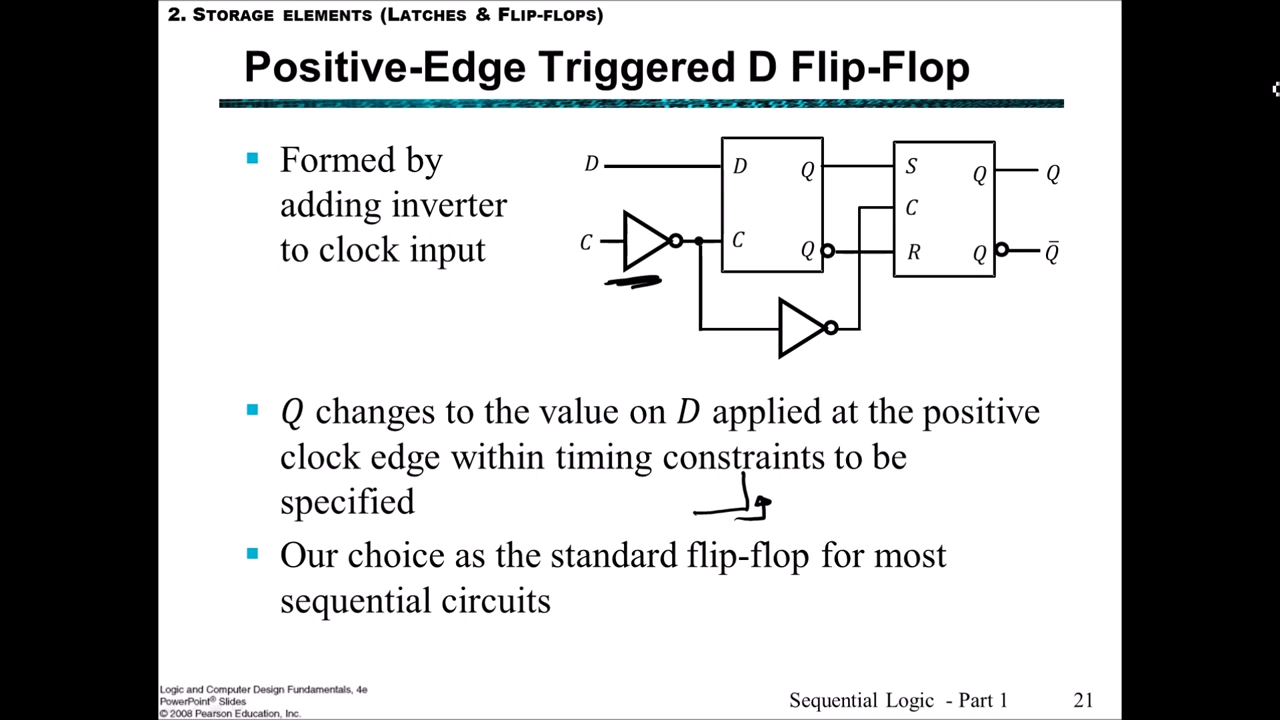 2. STORAGE ELEMENTS (LATCHES & FLIP-FLOPS)
Positive-Edge Triggered D Flip-Flop
Formed by
adding inverter
to clock input
D
D
Q
S
Q
Q
C
C
C
Q
R
Q
Q̄
Q changes to the value on D applied at the positive
clock edge within timing constraints to be
specified
Our choice as the standard flip-flop for most
sequential circuits
Logic and Computer Design Fundamentals, 4e
PowerPoint® Slides
© 2008 Pearson Education, Inc.
Sequential Logic - Part 1
21